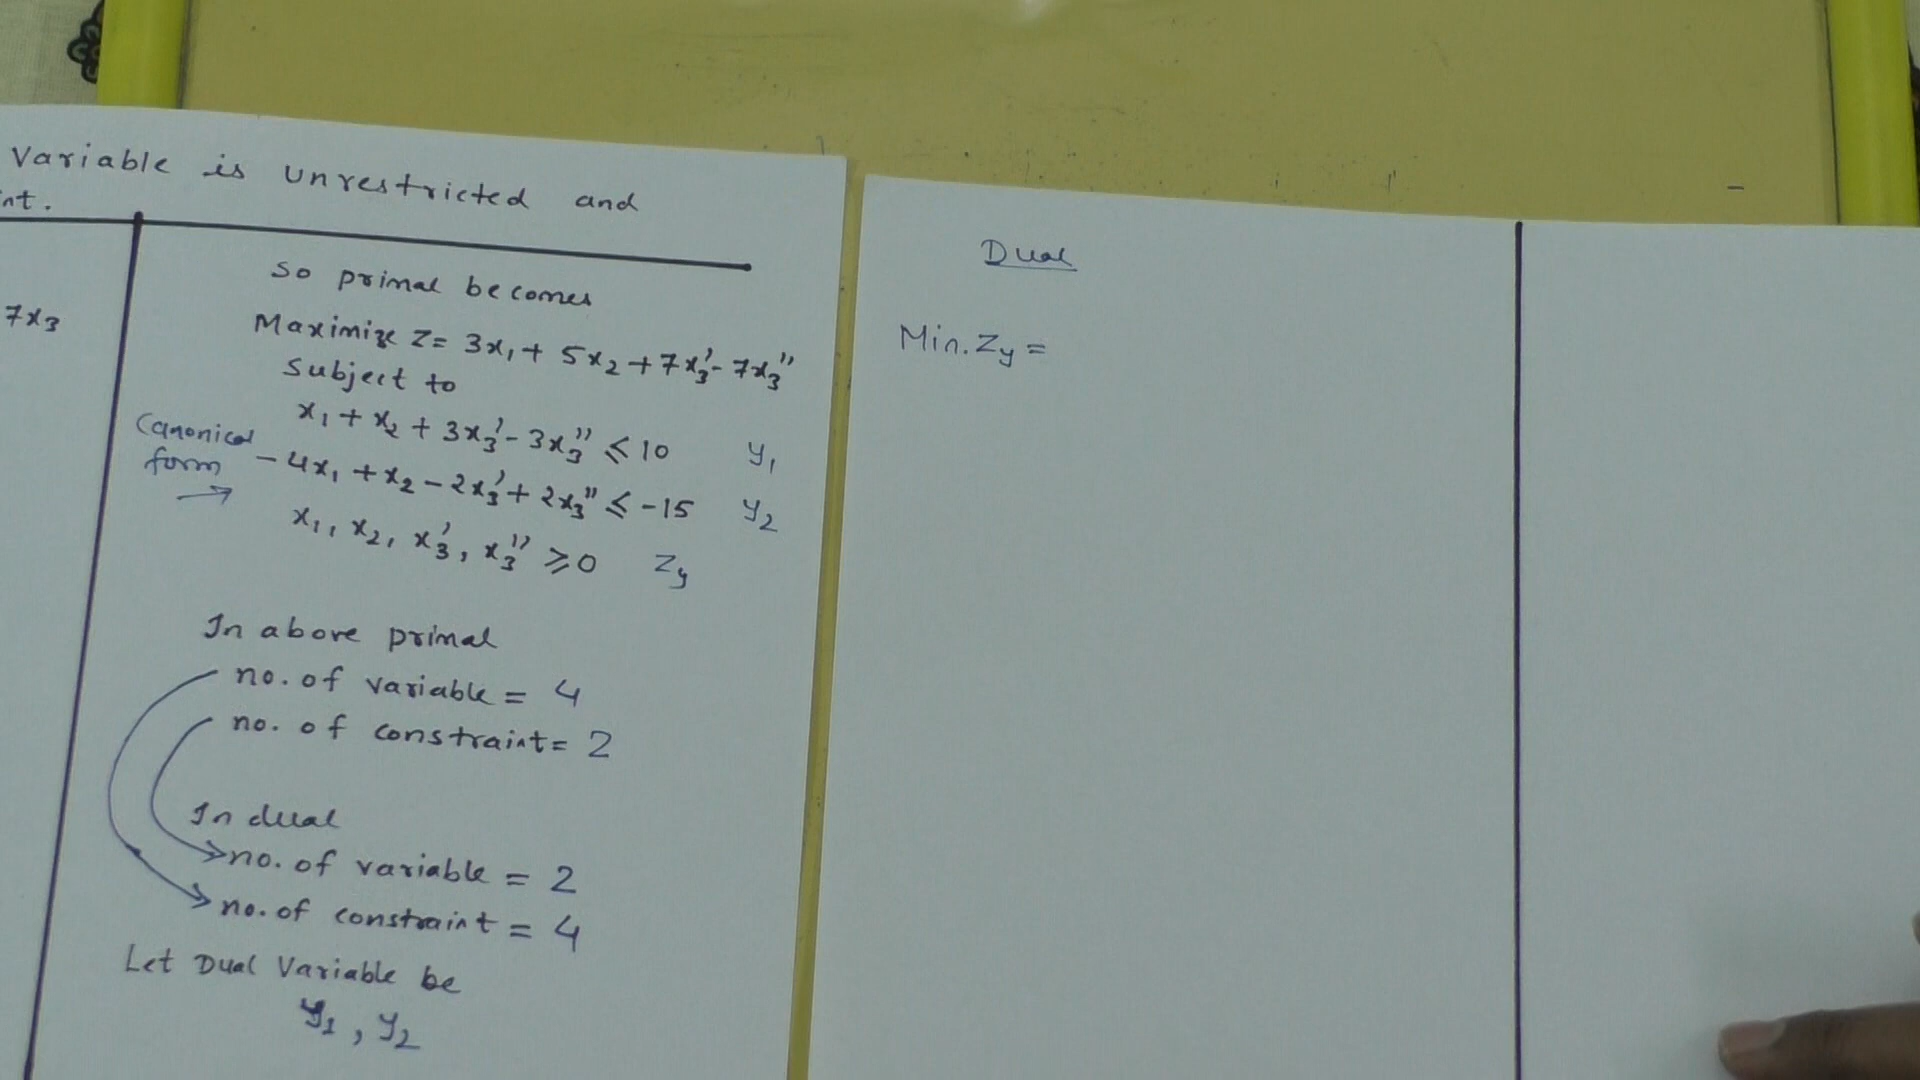 Variable is unrestricted and
nt.
7x₃
So primal becomes
Maximize Z = 3x₁ + 5x₂ + 7x₃' - 7x₃''
Subject to
x₁ + x₂ + 3x₃' - 3x₃'' ≤ 10 y₁
Canonical form → -4x₁ + x₂ - 2x₃' + 2x₃'' ≤ -15 y₂
x₁, x₂, x₃', x₃'' ≥ 0 Zy
In above primal
no. of variable = 4
no. of constraint = 2
In dual
no. of variable = 2
no. of constraint = 4
Let Dual Variable be
y₁, y₂
Dual
Min. Zy =